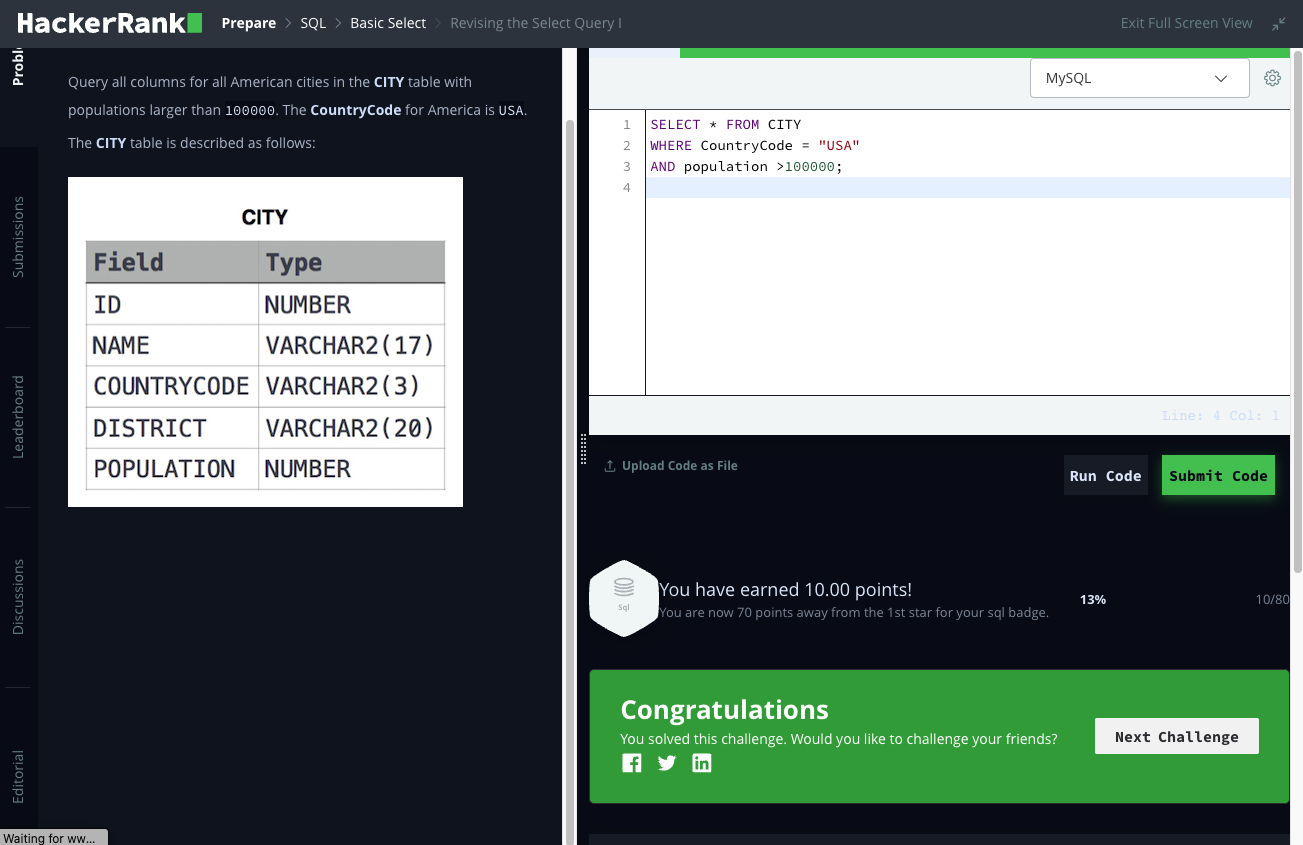 HackerRank Prepare > SQL > Basic Select > Revising the Select Query I Exit Full Screen View
Submissions
Leaderboard
Discussions
Editorial
Query all columns for all American cities in the CITY table with
populations larger than 100000. The CountryCode for America is USA.
The CITY table is described as follows:
CITY
Field Type
ID NUMBER
NAME VARCHAR2(17)
COUNTRYCODE VARCHAR2(3)
DISTRICT VARCHAR2(20)
POPULATION NUMBER
Waiting for ww...
MySQL
1 SELECT * FROM CITY
2 WHERE CountryCode = "USA"
3 AND population >100000;
4
Line: 4 Col: 1
Upload Code as File
Run Code Submit Code
Sql
You have earned 10.00 points!
You are now 70 points away from the 1st star for your sql badge.
13% 10/80
Congratulations
You solved this challenge. Would you like to challenge your friends?
Next Challenge